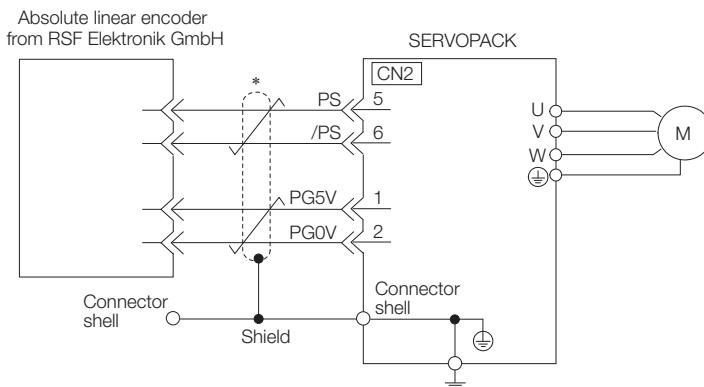 Absolute linear encoder
from RSF Elektronik GmbH
SERVOPACK
*
CN2
PS 5
/PS 6
PG5V 1
PG0V 2
U
V
W
M
Connector
shell
Shield
Connector
shell